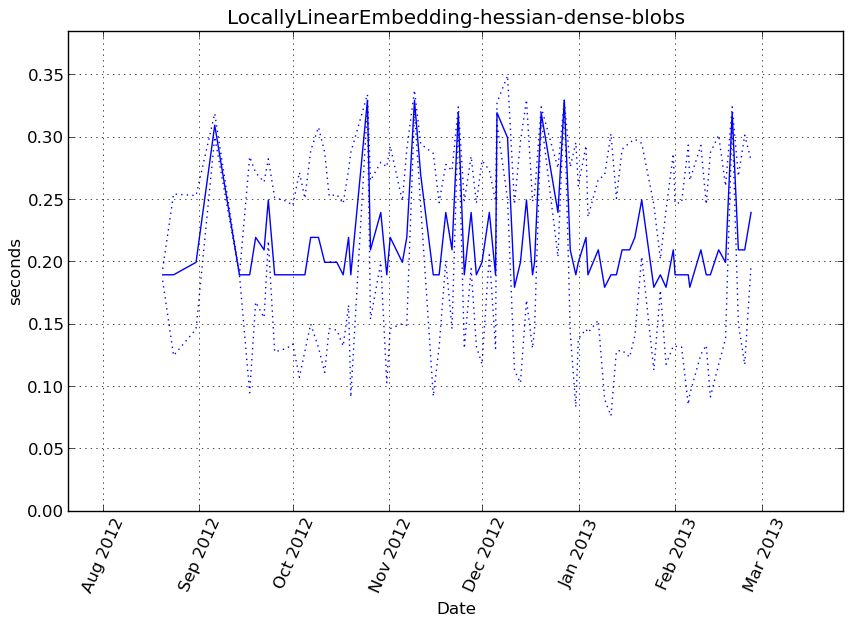 LocallyLinearEmbedding-hessian-dense-blobs
0.35
0.30
0.25
0.20
0.15
0.10
0.05
0.00
seconds
Aug 2012
Sep 2012
Oct 2012
Nov 2012
Dec 2012
Jan 2013
Feb 2013
Mar 2013
Date